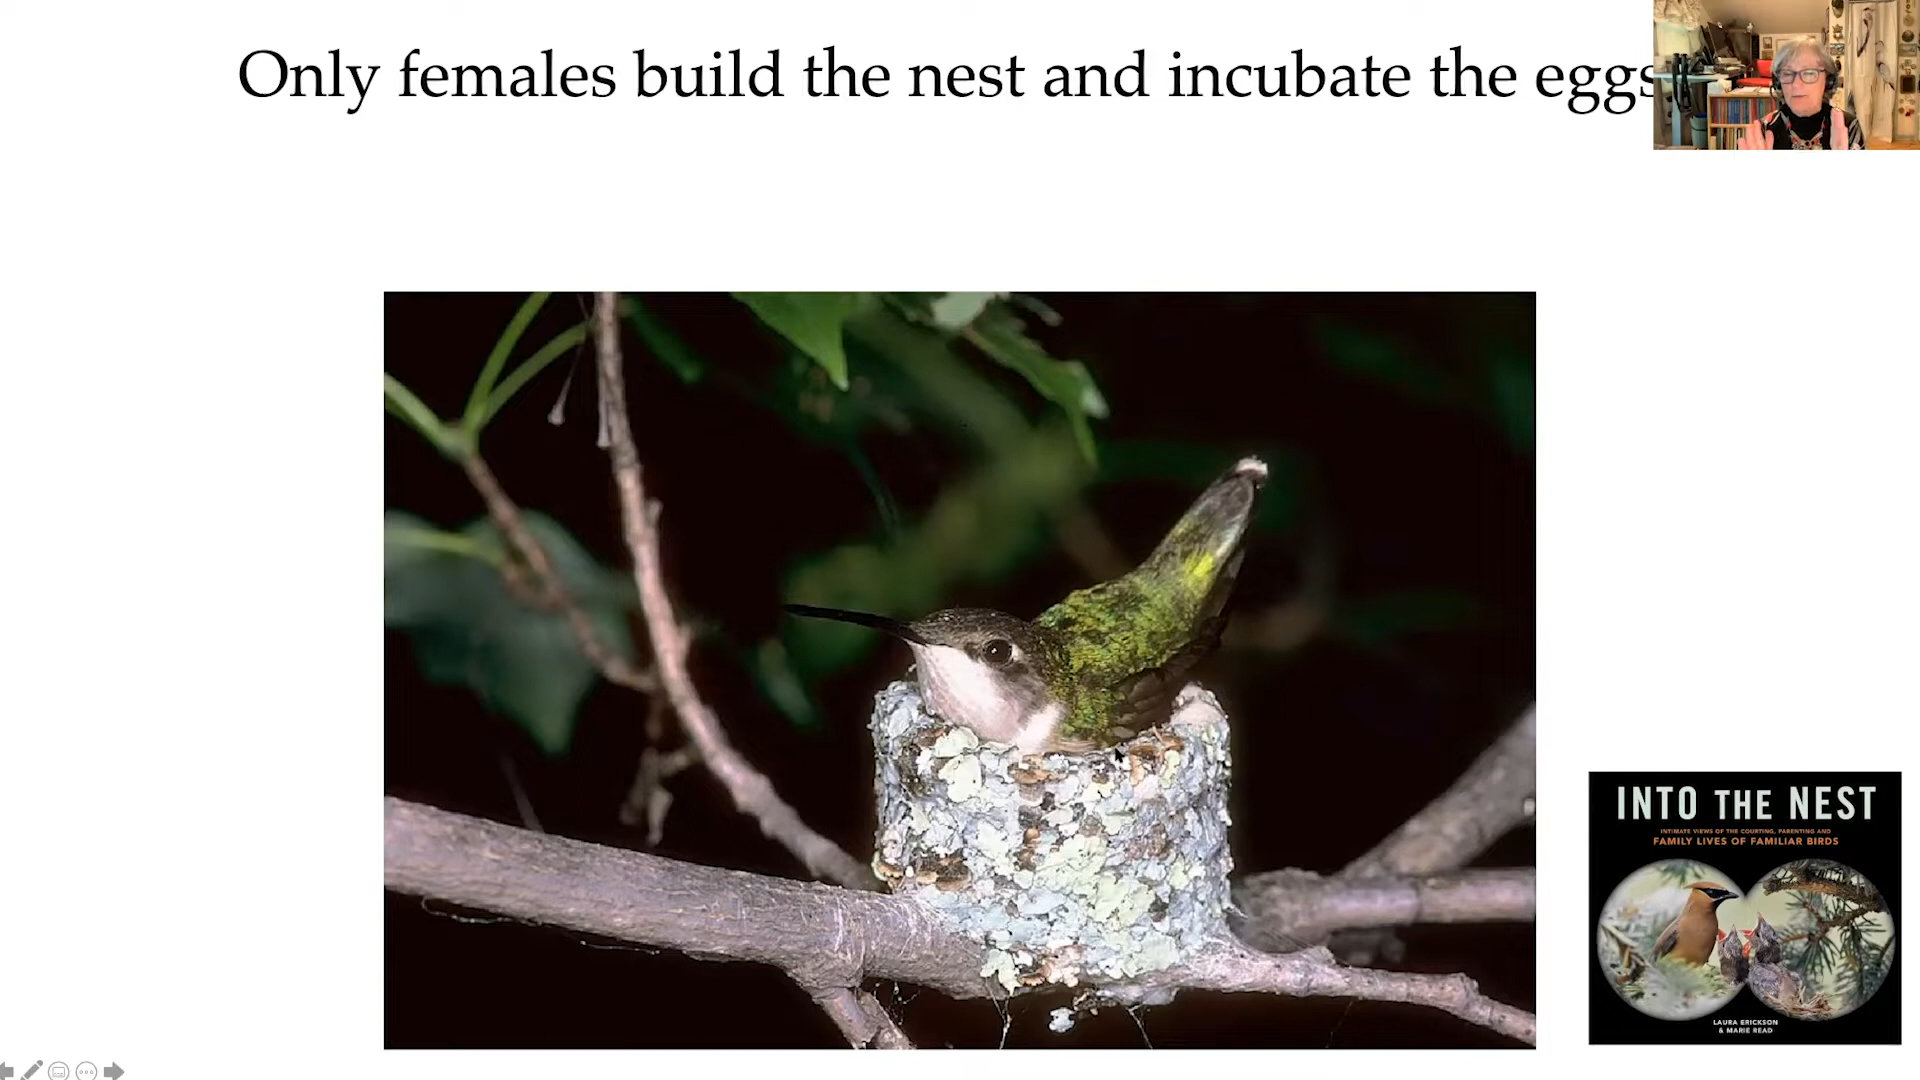 Only females build the nest and incubate the eggs
INTO THE NEST
INTIMATE VIEWS OF THE COURTING, PARENTING AND
FAMILY LIVES OF FAMILIAR BIRDS
LAURA ERICKSON
& MARIE READ